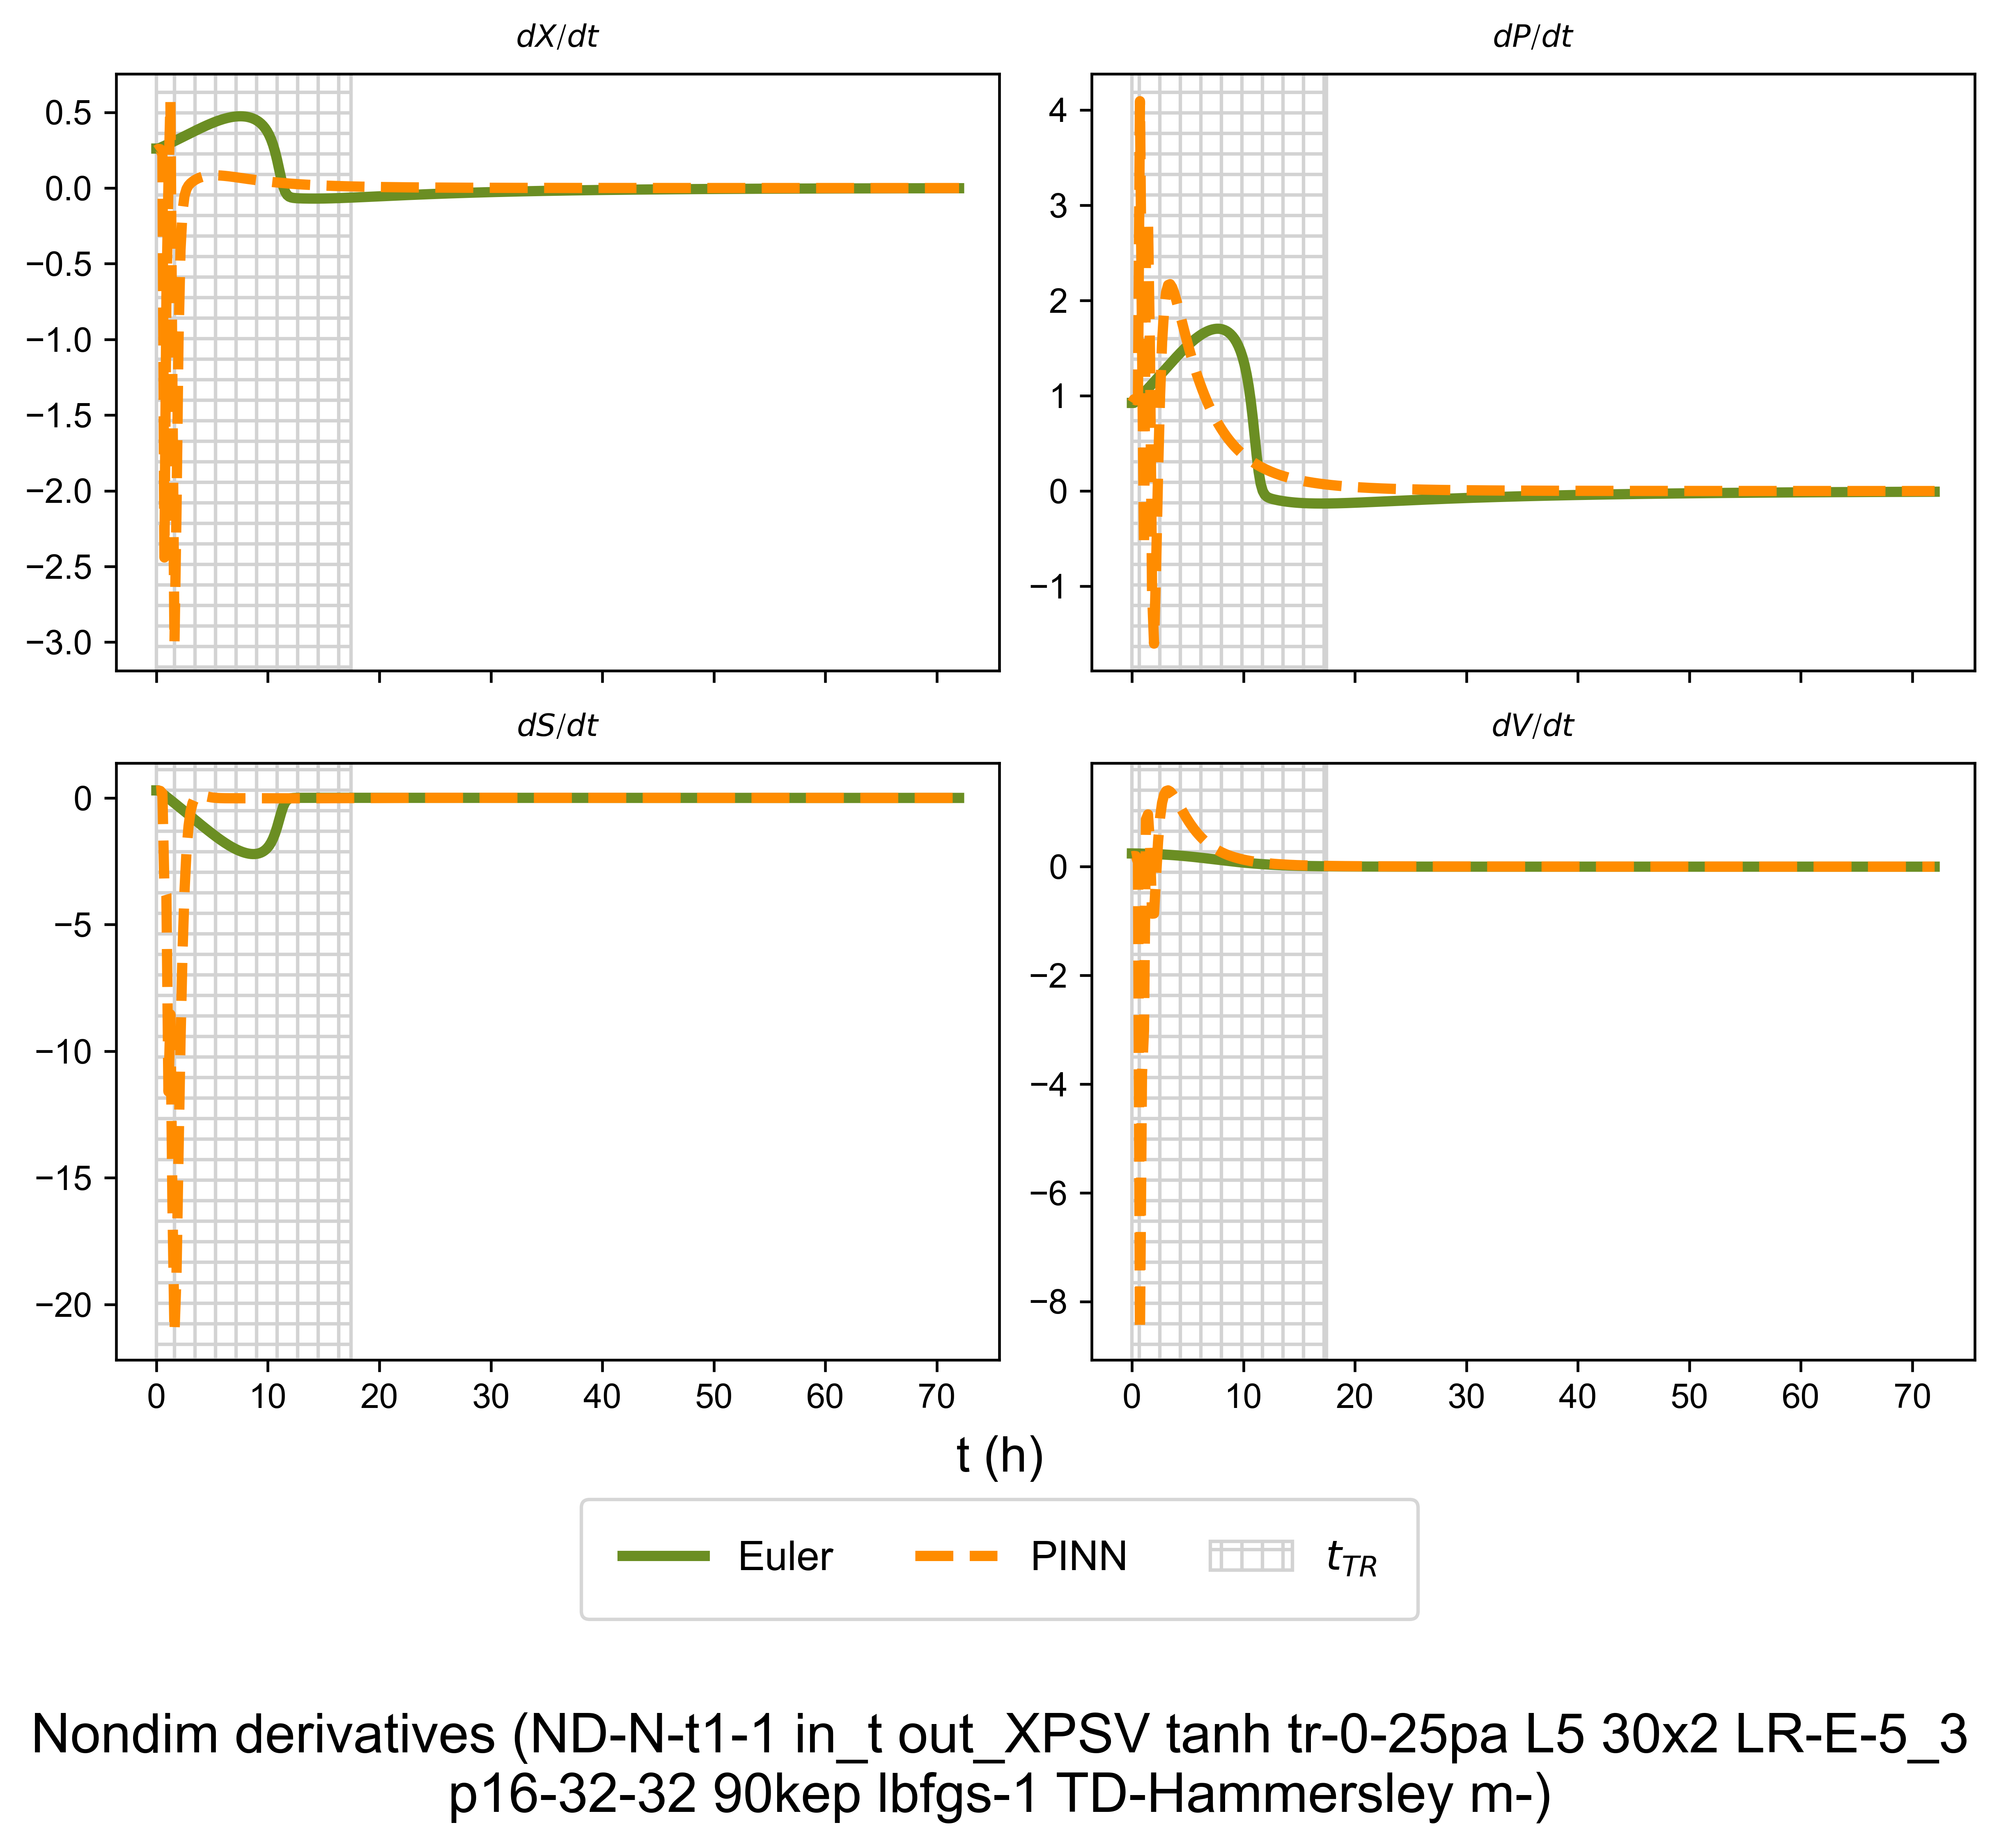 dX/dt
dP/dt
0.5
0.0
−0.5
−1.0
−1.5
−2.0
−2.5
−3.0
4
3
2
1
0
−1
dS/dt
dV/dt
0
−5
−10
−15
−20
0
−2
−4
−6
−8
0 10 20 30 40 50 60 70
0 10 20 30 40 50 60 70
t (h)
Euler PINN t_TR
Nondim derivatives (ND-N-t1-1 in_t out_XPSV tanh tr-0-25pa L5 30x2 LR-E-5_3
p16-32-32 90kep lbfgs-1 TD-Hammersley m-)